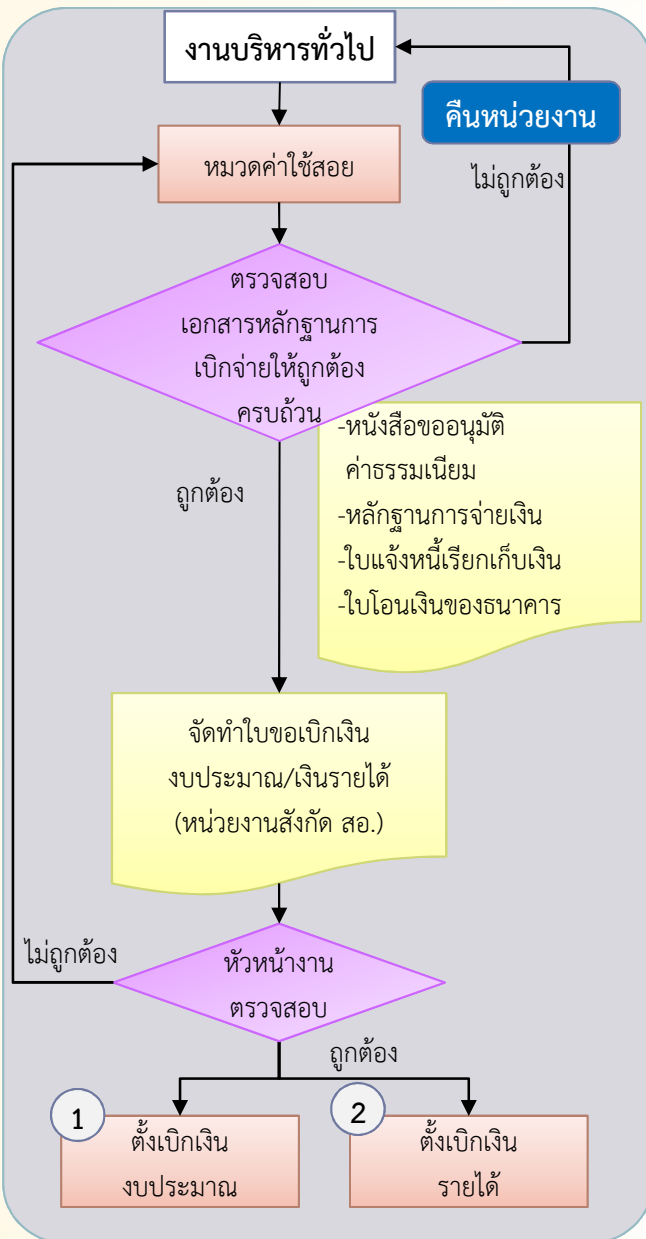 งานบริหารทั่วไป
คืนหน่วยงาน
หมวดค่าใช้สอย
ไม่ถูกต้อง
ตรวจสอบ
เอกสารหลักฐานการ
เบิกจ่ายให้ถูกต้อง
ครบถ้วน
-หนังสือขออนุมัติ
ค่าธรรมเนียม
-หลักฐานการจ่ายเงิน
-ใบแจ้งหนี้เรียกเก็บเงิน
-ใบโอนเงินของธนาคาร
ถูกต้อง
จัดทำใบขอเบิกเงิน
งบประมาณ/เงินรายได้
(หน่วยงานสังกัด สอ.)
ไม่ถูกต้อง
หัวหน้างาน
ตรวจสอบ
ถูกต้อง
1
ตั้งเบิกเงิน
งบประมาณ
2
ตั้งเบิกเงิน
รายได้